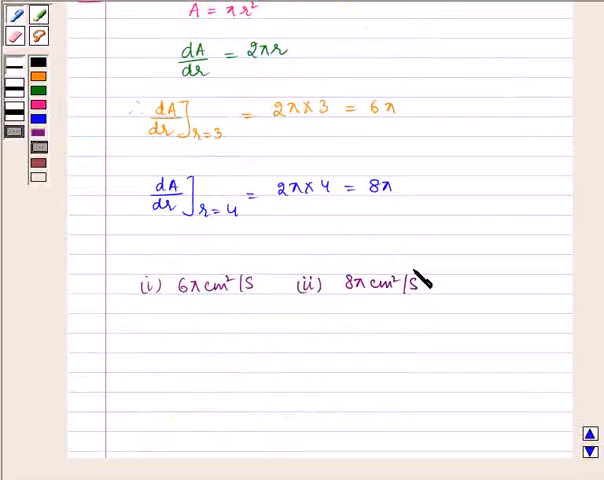 A = πr²
dA/dr = 2πr
∴ dA/dr]r=3 = 2π×3 = 6π
dA/dr]r=4 = 2π×4 = 8π
(i) 6π cm²/S (ii) 8π cm²/S